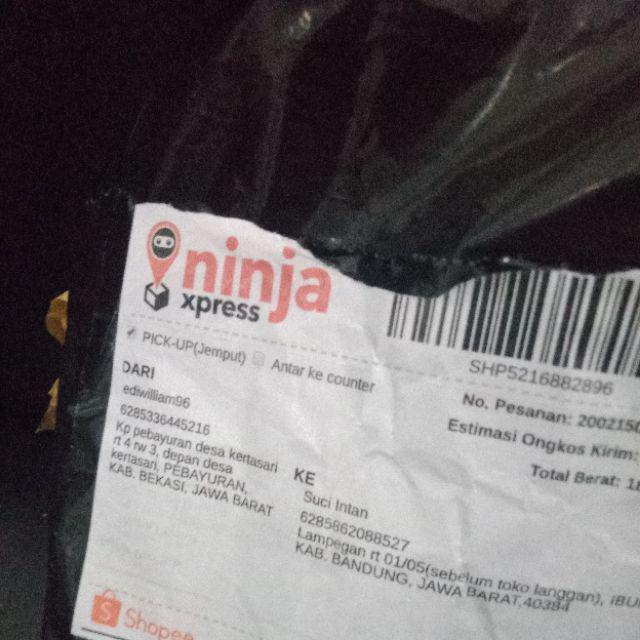 ninja
xpress
PICK-UP(Jemput)
Antar ke counter
SHP5216882896
No. Pesanan: 2002150
Estimasi Ongkos Kirim
Total Berat: 18
DARI
ediwilliam96
6285336445216
Kp pebayuran desa kertasari
rt 4 rw 3, depan desa
kertasari, PEBAYURAN,
KAB. BEKASI, JAWA BARAT
KE
Suci Intan
6285862088527
Lampegan rt 01/05(sebelum toko langgan), IBU
KAB. BANDUNG, JAWA BARAT,40384
Shopee